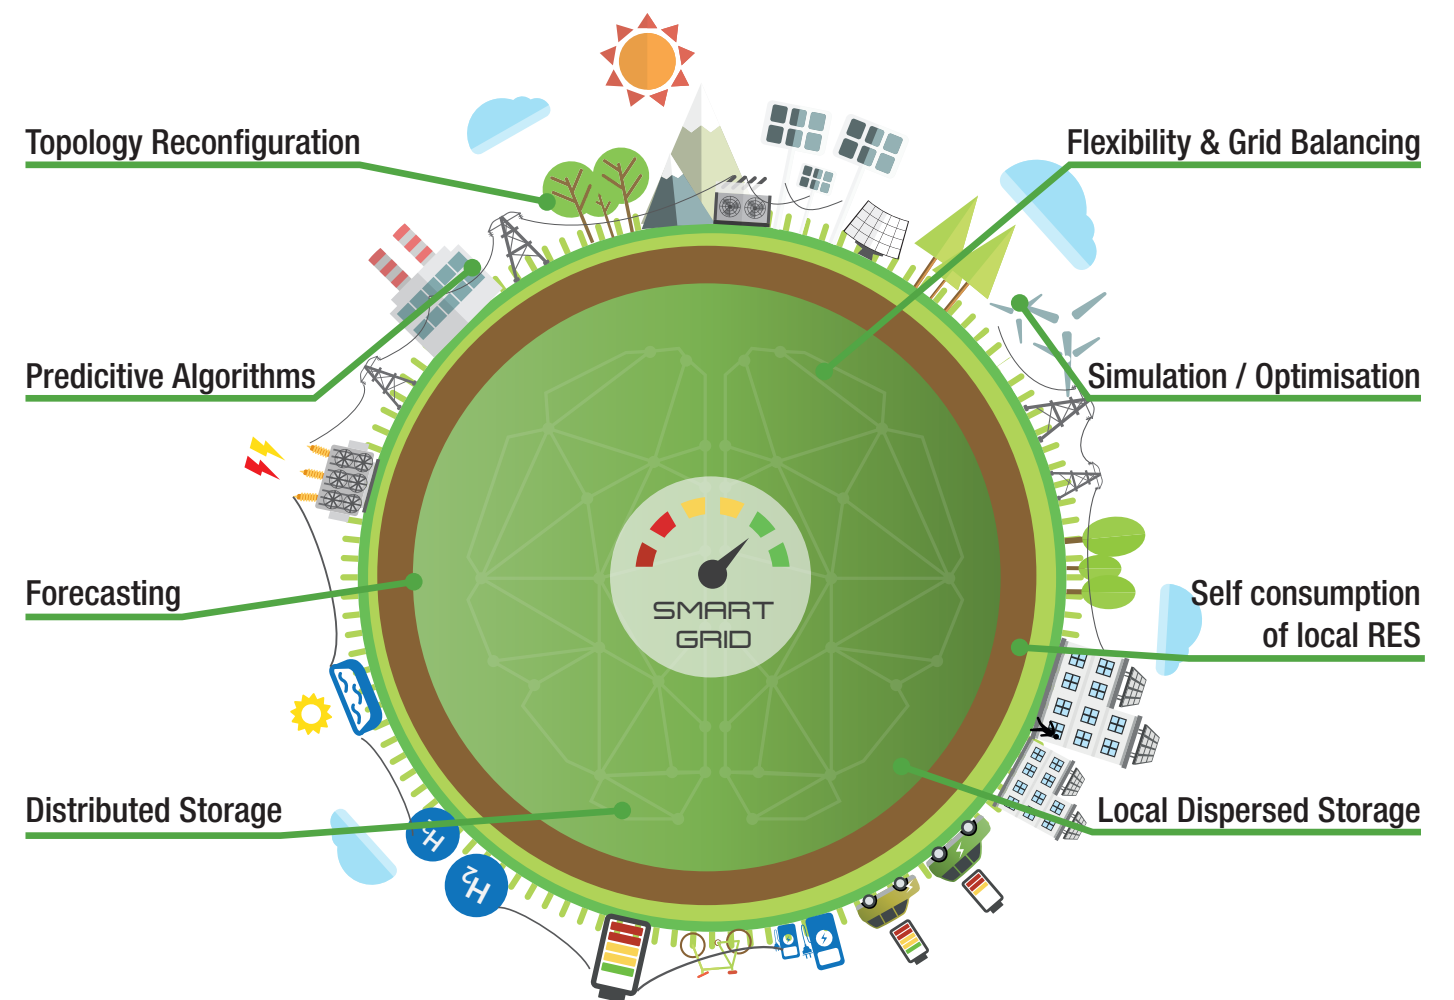 Topology Reconfiguration
Flexibility & Grid Balancing
Predicitive Algorithms
Simulation / Optimisation
Forecasting
Self consumption
of local RES
SMART
GRID
Distributed Storage
Local Dispersed Storage
H2
H2